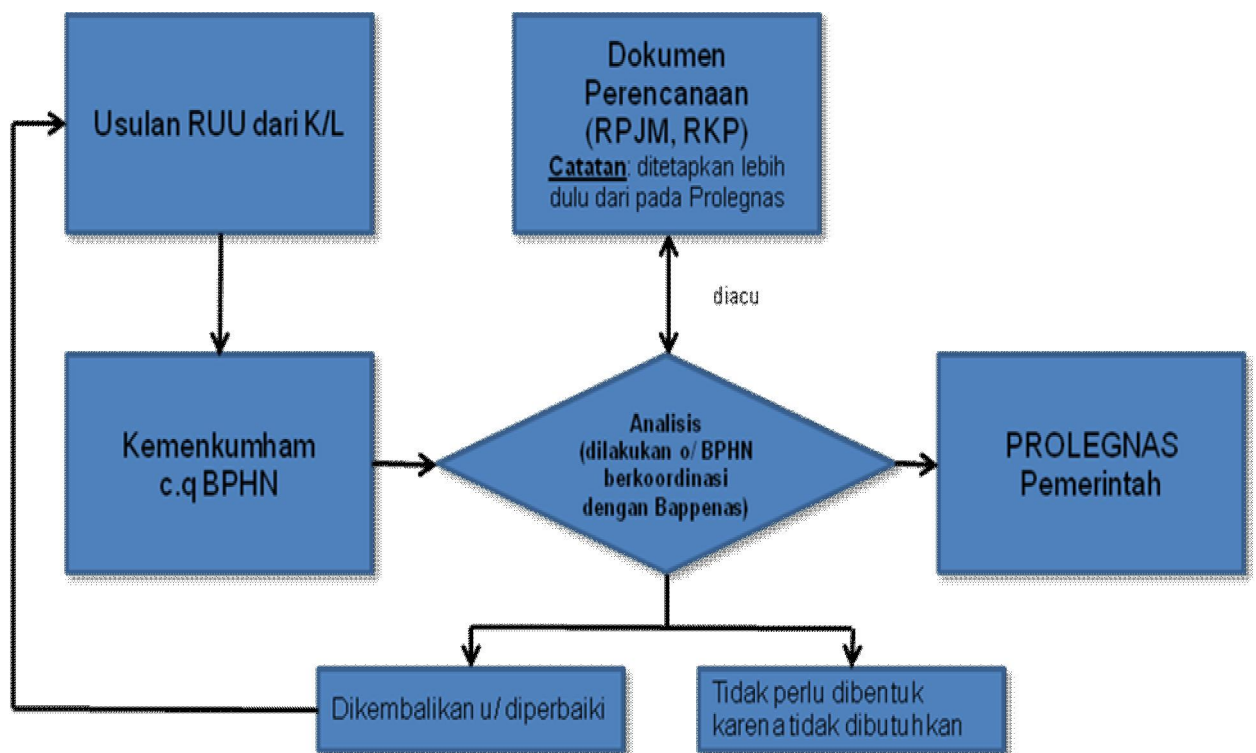 Usulan RUU dari K/L
Dokumen
Perencanaan
(RPJM, RKP)
Catatan: ditetapkan lebih
dulu dari pada Prolegnas
diacu
Kemenkumham
c.q BPHN
Analisis
(dilakukan o/ BPHN
berkoordinasi
dengan Bappenas)
PROLEGNAS
Pemerintah
Dikembalikan u/ diperbaiki
Tidak perlu dibentuk
karena tidak dibutuhkan